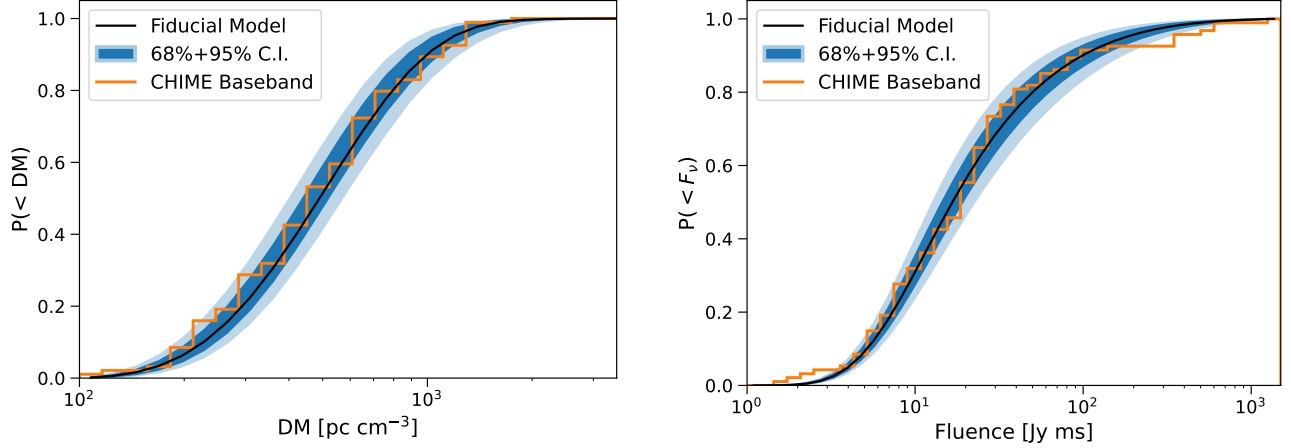 Fiducial Model
68%+95% C.I.
CHIME Baseband
P(< DM)
1.0
0.8
0.6
0.4
0.2
0.0
10²
10³
DM [pc cm⁻³]
Fiducial Model
68%+95% C.I.
CHIME Baseband
P( < Fᵥ)
1.0
0.8
0.6
0.4
0.2
0.0
10⁰
10¹
10²
10³
Fluence [Jy ms]